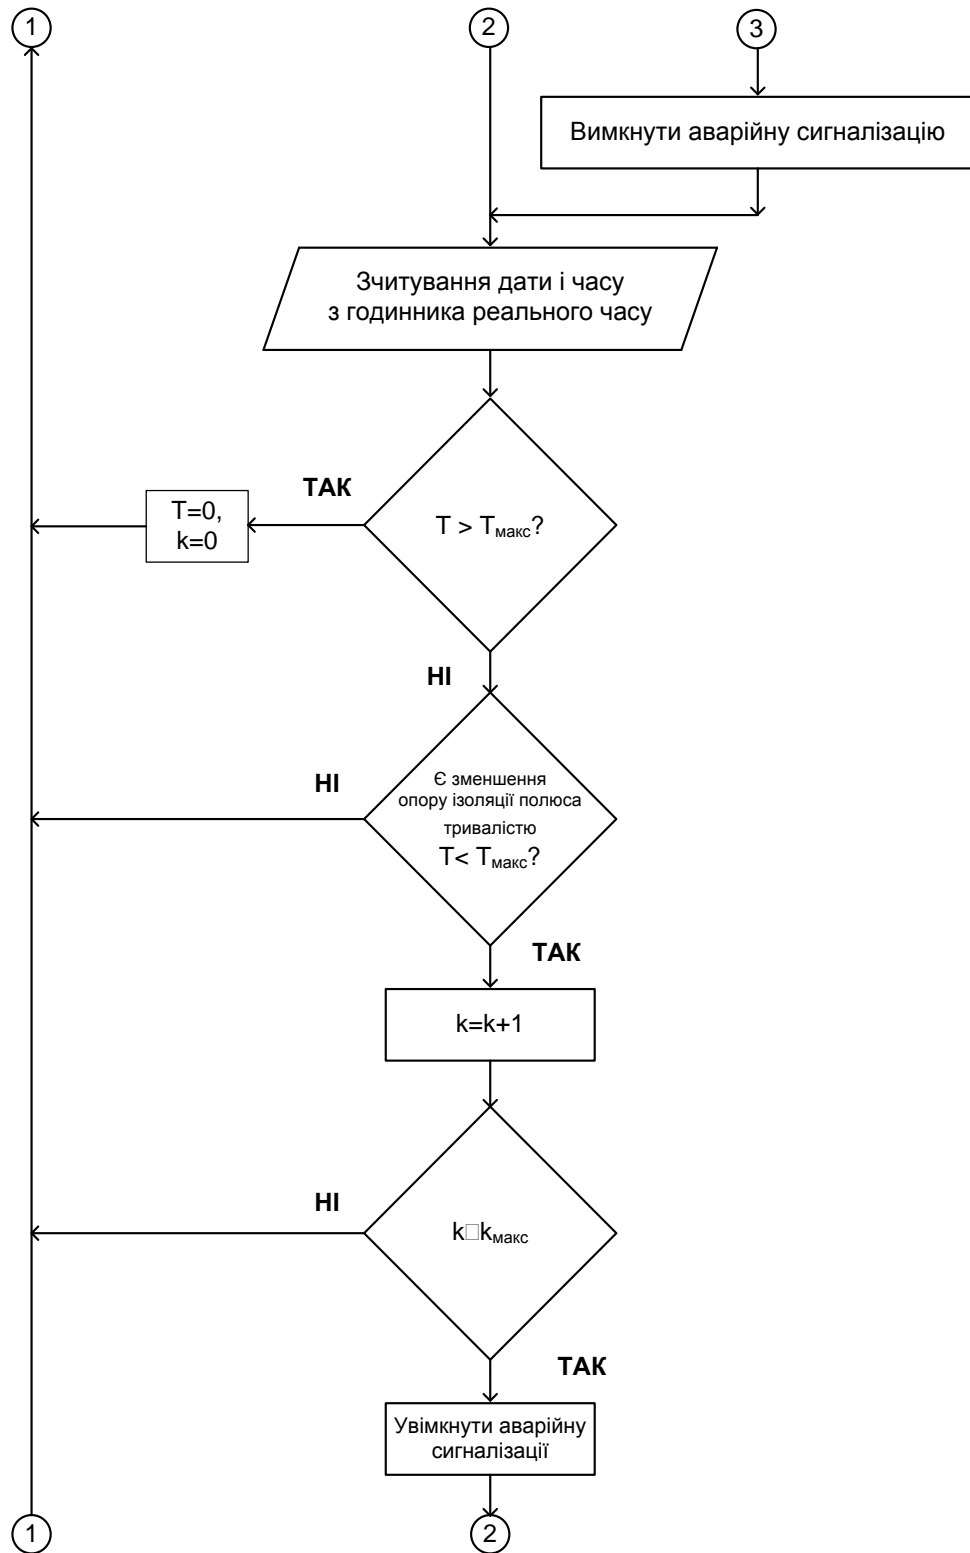 1
2
3
Вимкнути аварійну сигналізацію
Зчитування дати і часу
з годинника реального часу
ТАК
T=0,
k=0
T > Tмакс?
НІ
НІ
Є зменшення
опору ізоляції полюса
тривалістю
T< Tмакс?
ТАК
k=k+1
НІ
k□kмакс
ТАК
Увімкнути аварійну
сигналізації
1
2